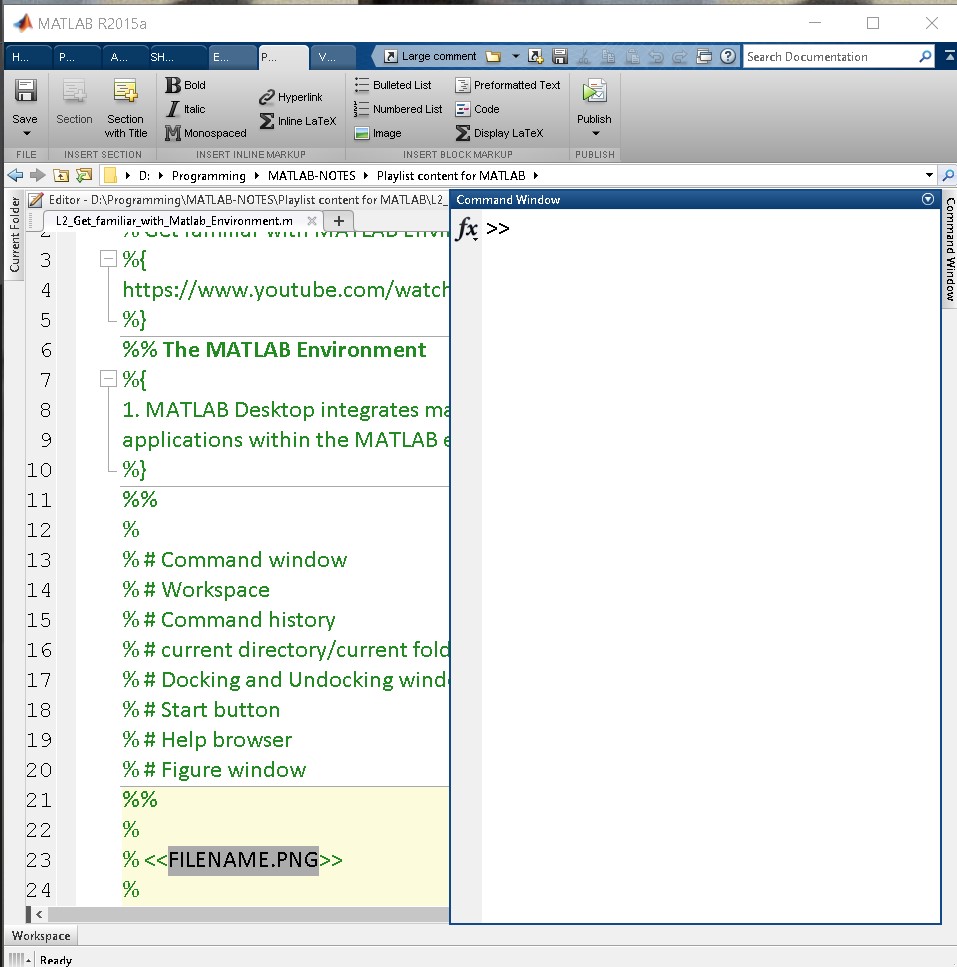 MATLAB R2015a
H... P... A... SH... E... P... V... Large comment Search Documentation
Save Section Section with Title
Bold
Italic
Monospaced
Hyperlink
Inline LaTeX
Bulleted List
Numbered List
Image
Preformatted Text
Code
Display LaTeX
Publish
FILE INSERT SECTION INSERT INLINE MARKUP INSERT BLOCK MARKUP PUBLISH
D: Programming MATLAB-NOTES Playlist content for MATLAB
Current Folder
Editor - D:\Programming\MATLAB-NOTES\Playlist content for MATLAB\L2_
L2_Get_familiar_with_Matlab_Environment.m
2 % Get familiar with MATLAB Envi
3 %{
4 https://www.youtube.com/watch
5 %}
6 %% The MATLAB Environment
7 %{
8 1. MATLAB Desktop integrates ma
9 applications within the MATLAB e
10 %}
11 %%
12 %
13 % # Command window
14 % # Workspace
15 % # Command history
16 % # current directory/current fold
17 % # Docking and Undocking wind
18 % # Start button
19 % # Help browser
20 % # Figure window
21 %%
22 %
23 % <<FILENAME.PNG>>
24 %
Command Window
fx >>
Command Window
Workspace
Ready